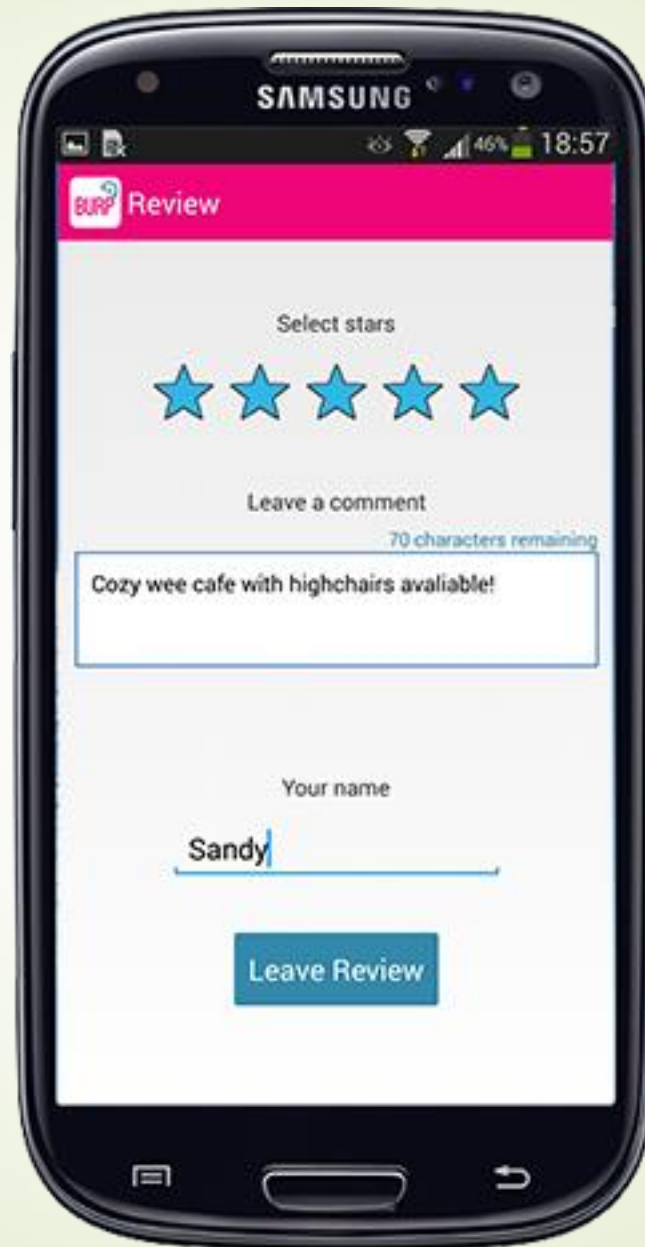 SAMSUNG
46% 18:57
BURP Review
Select stars
Leave a comment
70 characters remaining
Cozy wee cafe with highchairs avaliable!
Your name
Sandy
Leave Review